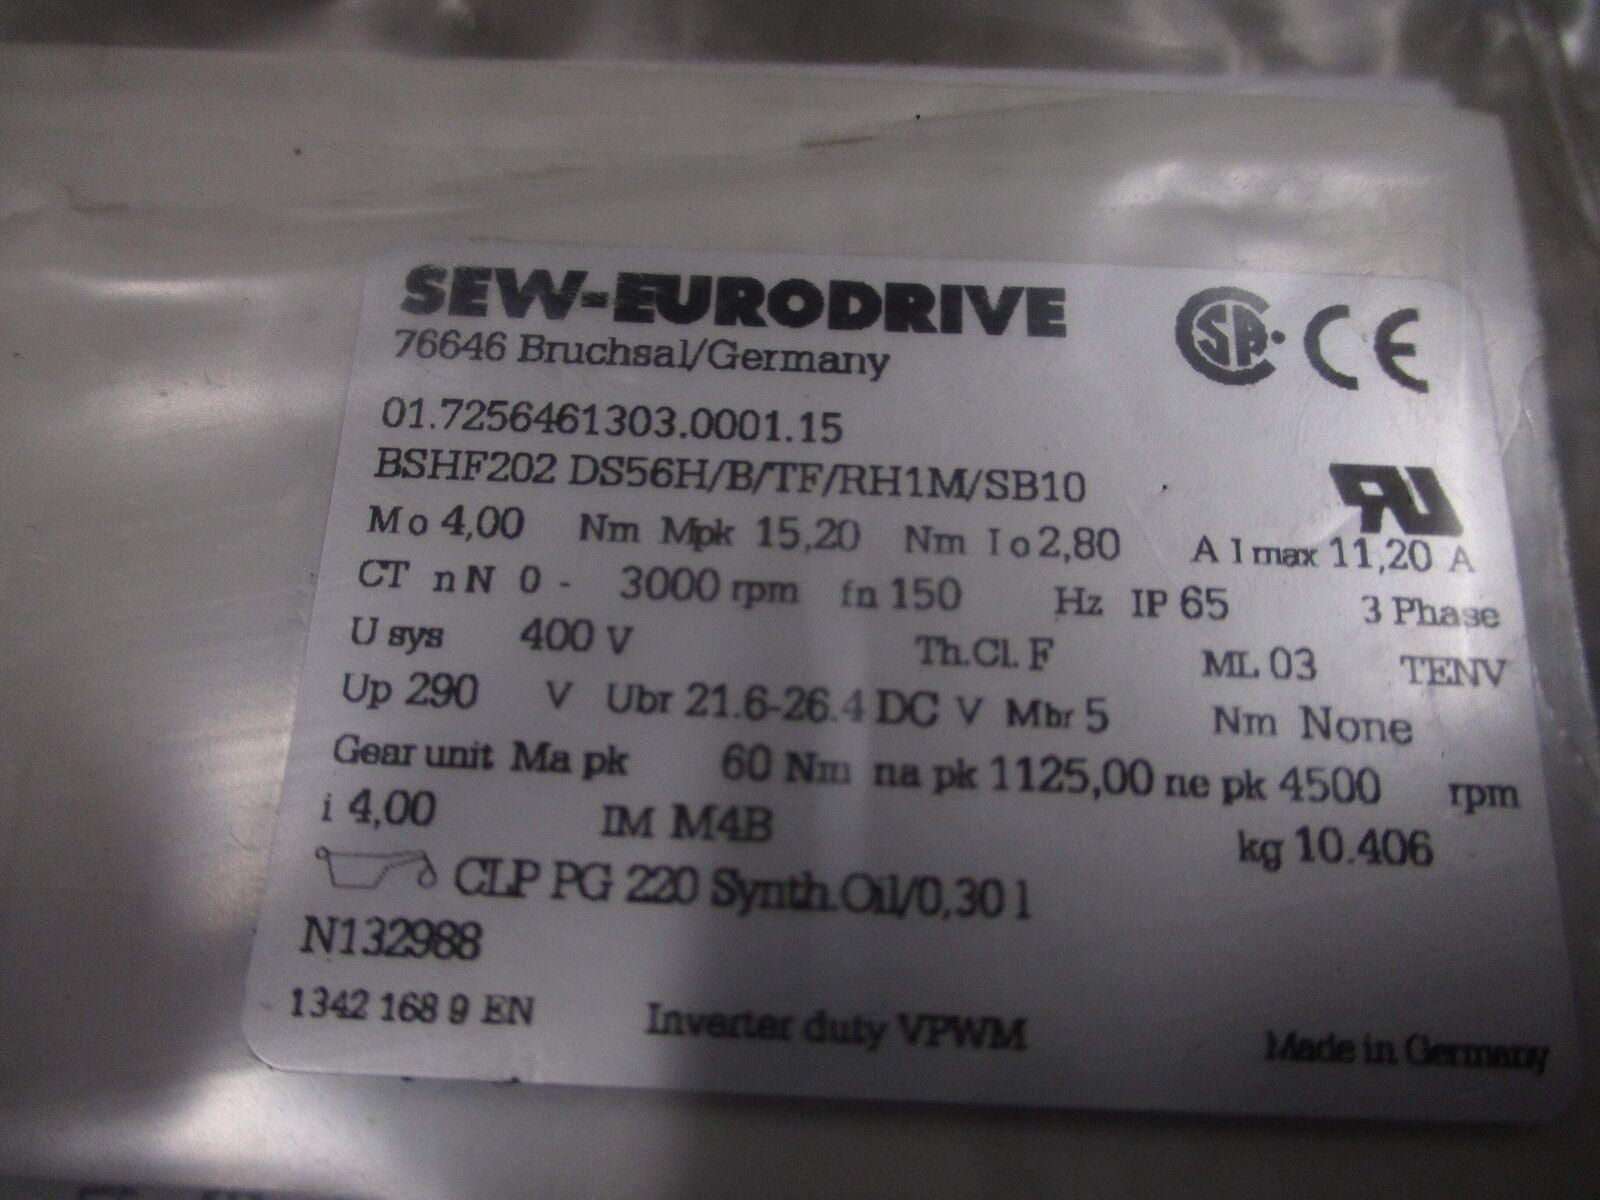 SEW-EURODRIVE
76646 Bruchsal/Germany
SA CE
01.7256461303.0001.15
BSHF202 DS56H/B/TF/RH1M/SB10
RU
Mo 4,00 Nm Mpk 15,20 Nm Io 2,80 A Imax 11,20 A
CT nN 0 - 3000 rpm fn 150 Hz IP 65 3 Phase
U sys 400 V Th.Cl. F ML 03 TENV
Up 290 V Ubr 21.6-26.4 DC V Mbr 5 Nm None
Gear unit Ma pk 60 Nm na pk 1125,00 ne pk 4500 rpm
i 4,00 IM M4B kg 10.406
CLP PG 220 Synth.Oil/0,30 l
N132988
1342 168 9 EN Inverter duty VPWM Made in Germany